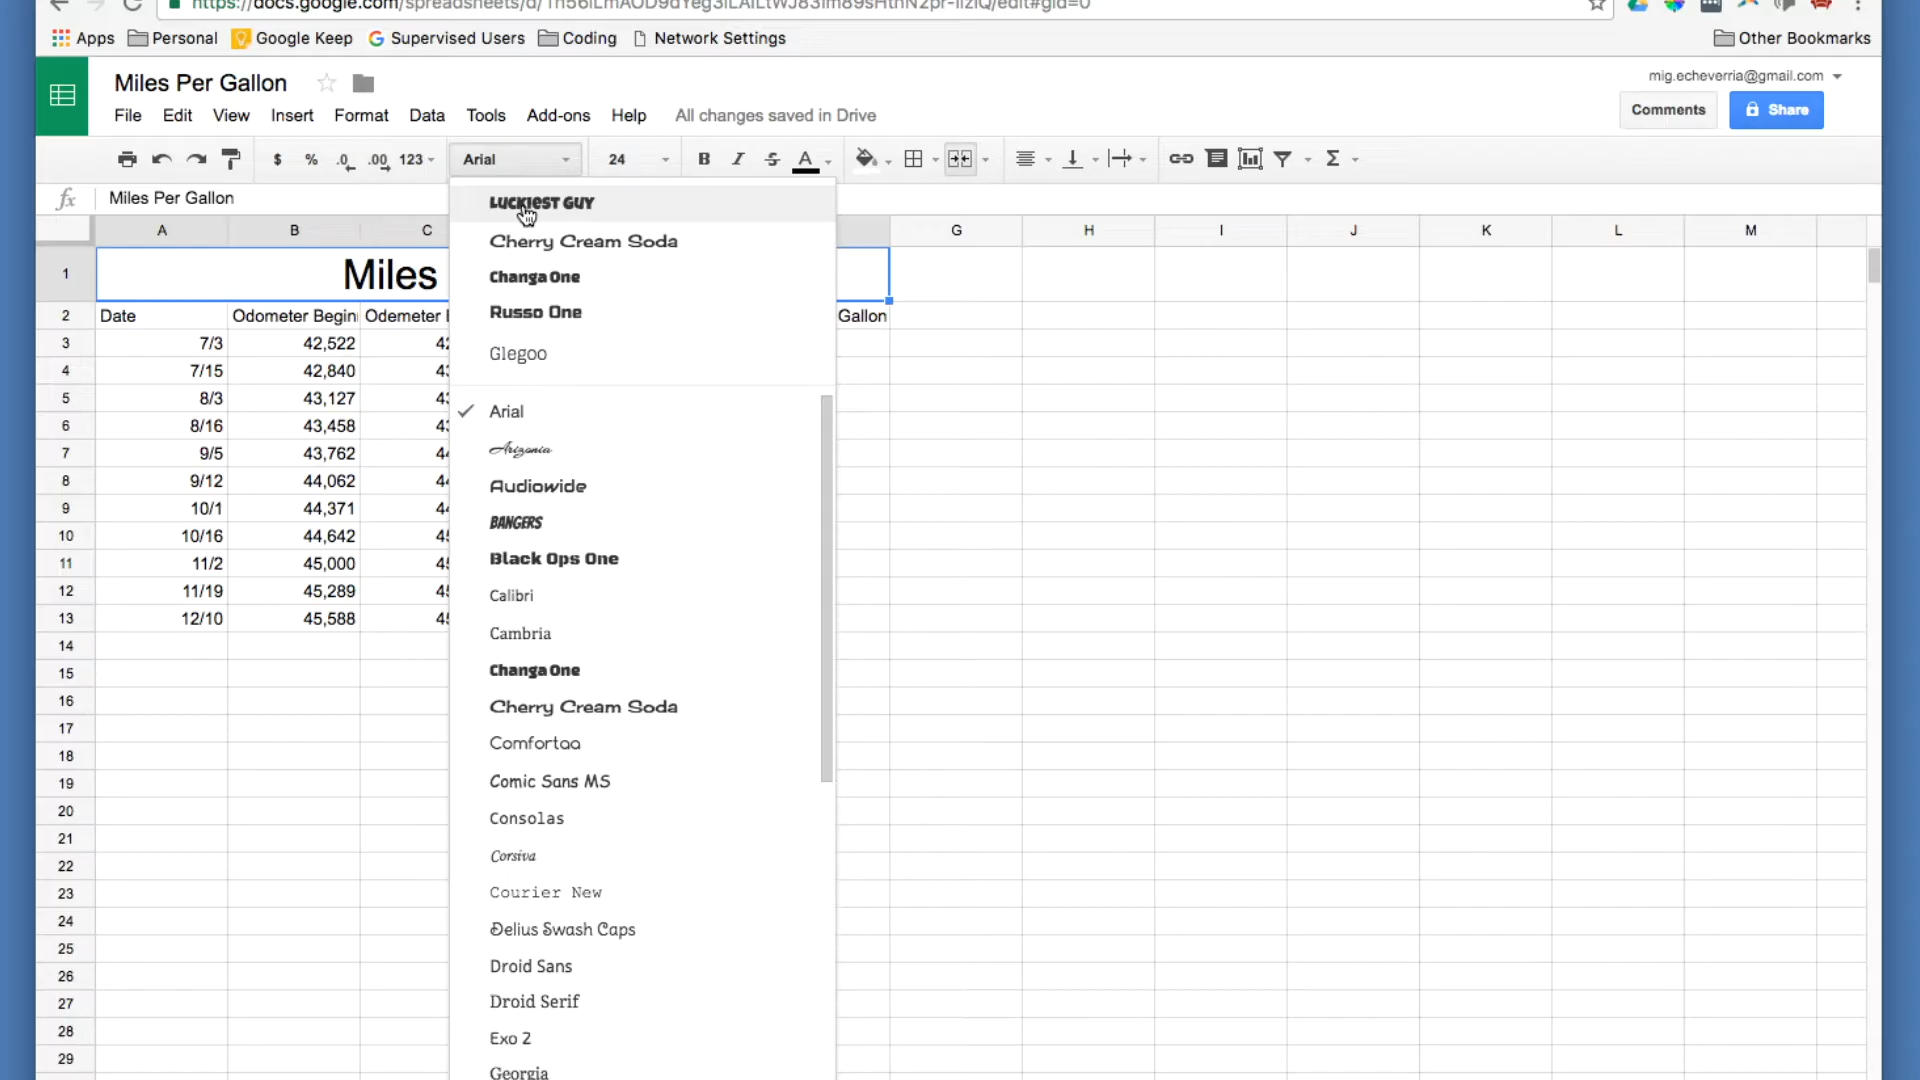 Apps Personal Google Keep Supervised Users Coding Network Settings Other Bookmarks
Miles Per Gallon
mig.echeverria@gmail.com
File Edit View Insert Format Data Tools Add-ons Help All changes saved in Drive
Comments Share
$ % .0 .00 123 Arial 24 B I S A Σ
fx Miles Per Gallon
A B C G H I J K L M
1 Miles
2 Date Odometer Begin Odemeter Gallon
3 7/3 42,522
4 7/15 42,840
5 8/3 43,127
6 8/16 43,458
7 9/5 43,762
8 9/12 44,062
9 10/1 44,371
10 10/16 44,642
11 11/2 45,000
12 11/19 45,289
13 12/10 45,588
14
15
16
17
18
19
20
21
22
23
24
25
26
27
28
29
LUCKIEST GUY
Cherry Cream Soda
Changa One
Russo One
Glegoo
Arial
Arizonia
Audiowide
BANGERS
Black Ops One
Calibri
Cambria
Changa One
Cherry Cream Soda
Comfortaa
Comic Sans MS
Consolas
Corsiva
Courier New
Delius Swash Caps
Droid Sans
Droid Serif
Exo 2
Georgia